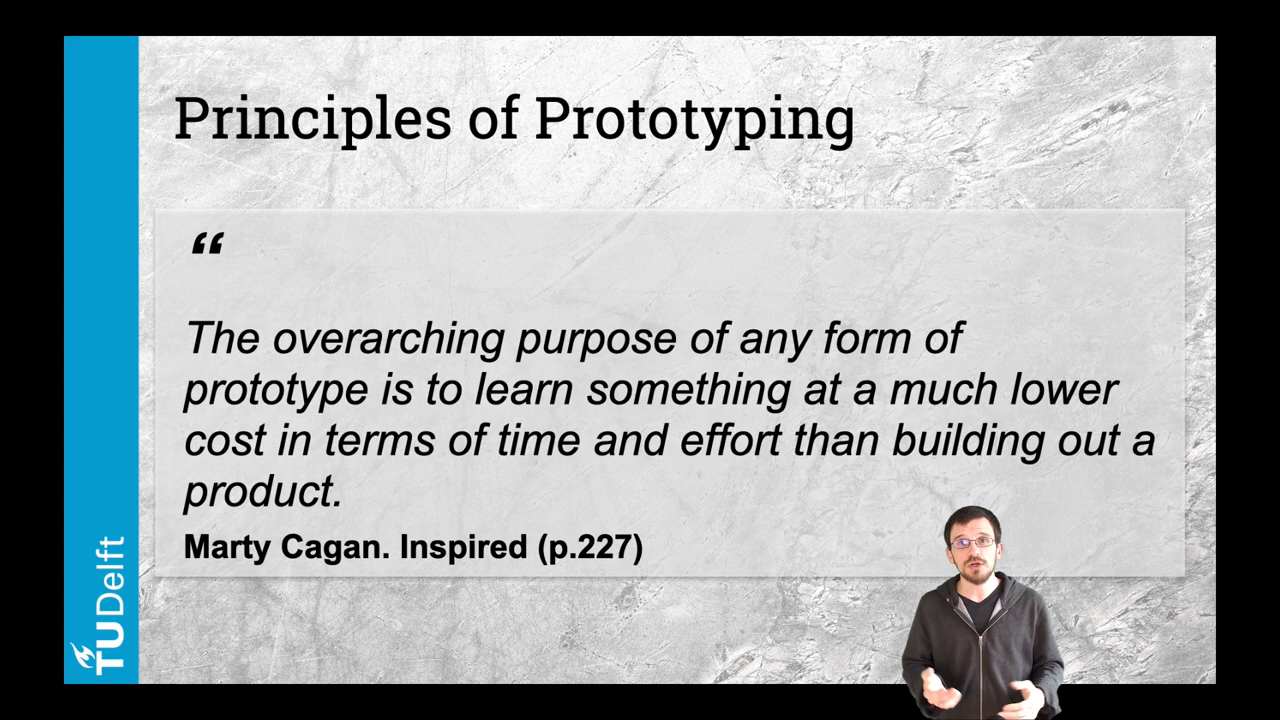 Principles of Prototyping
“
The overarching purpose of any form of
prototype is to learn something at a much lower
cost in terms of time and effort than building out a
product.
Marty Cagan. Inspired (p.227)
TUDelft